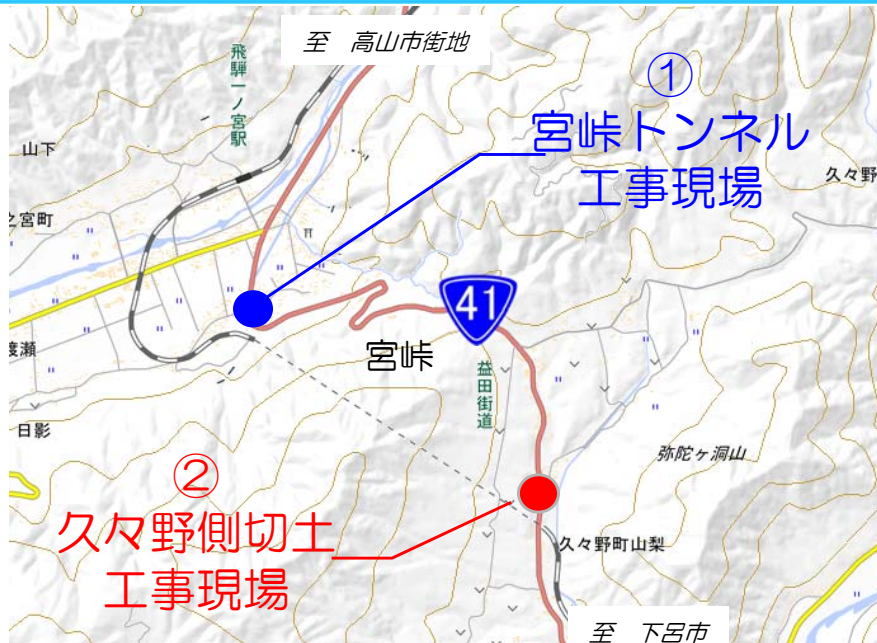 至 高山市街地
飛騨一ノ宮駅
①
宮峠トンネル
工事現場
山下
久々野
之宮町
41
宮峠
渡瀬
益田街道
日影
弥陀ヶ洞山
②
久々野側切土
工事現場
久々野町山梨
至 下呂市